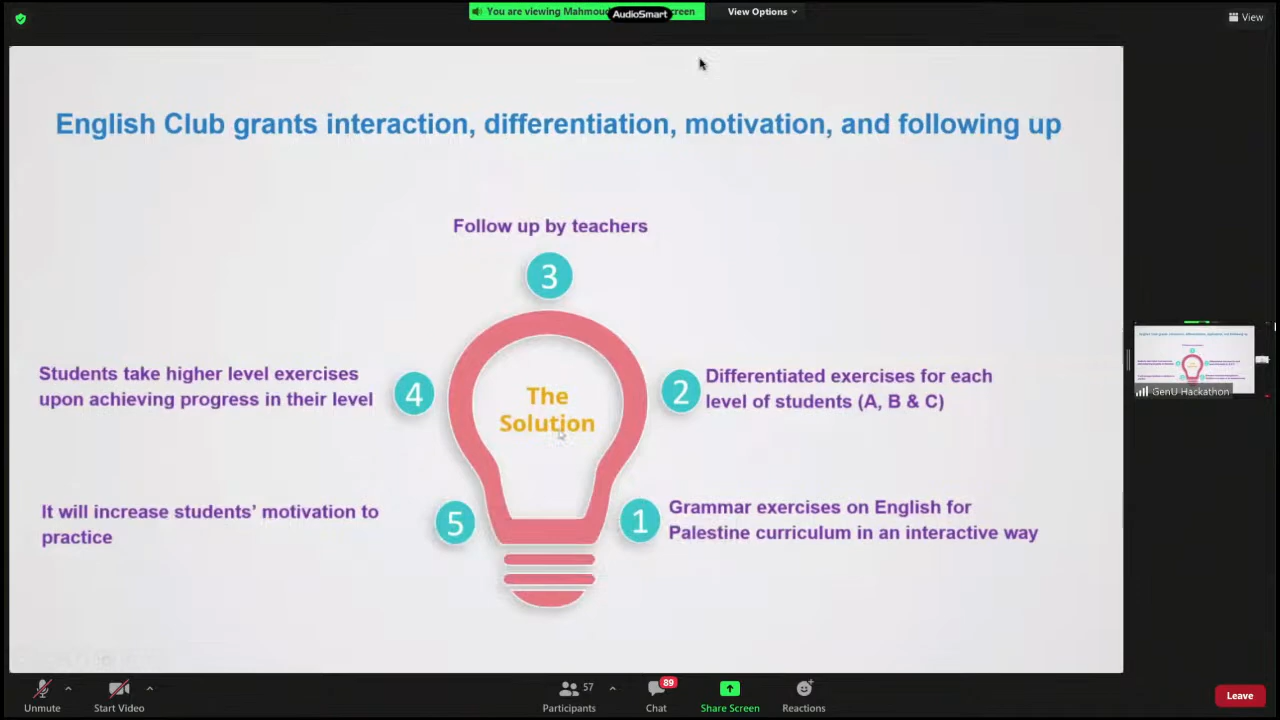 You are viewing Mahmoud
AudioSmart
screen
View Options
View
English Club grants interaction, differentiation, motivation, and following up
Follow up by teachers
3
Students take higher level exercises
upon achieving progress in their level
4
The
Solution
2
Differentiated exercises for each
level of students (A, B & C)
It will increase students’ motivation to
practice
5
1
Grammar exercises on English for
Palestine curriculum in an interactive way
GenU Hackathon
Unmute
Start Video
57
Participants
89
Chat
Share Screen
Reactions
Leave